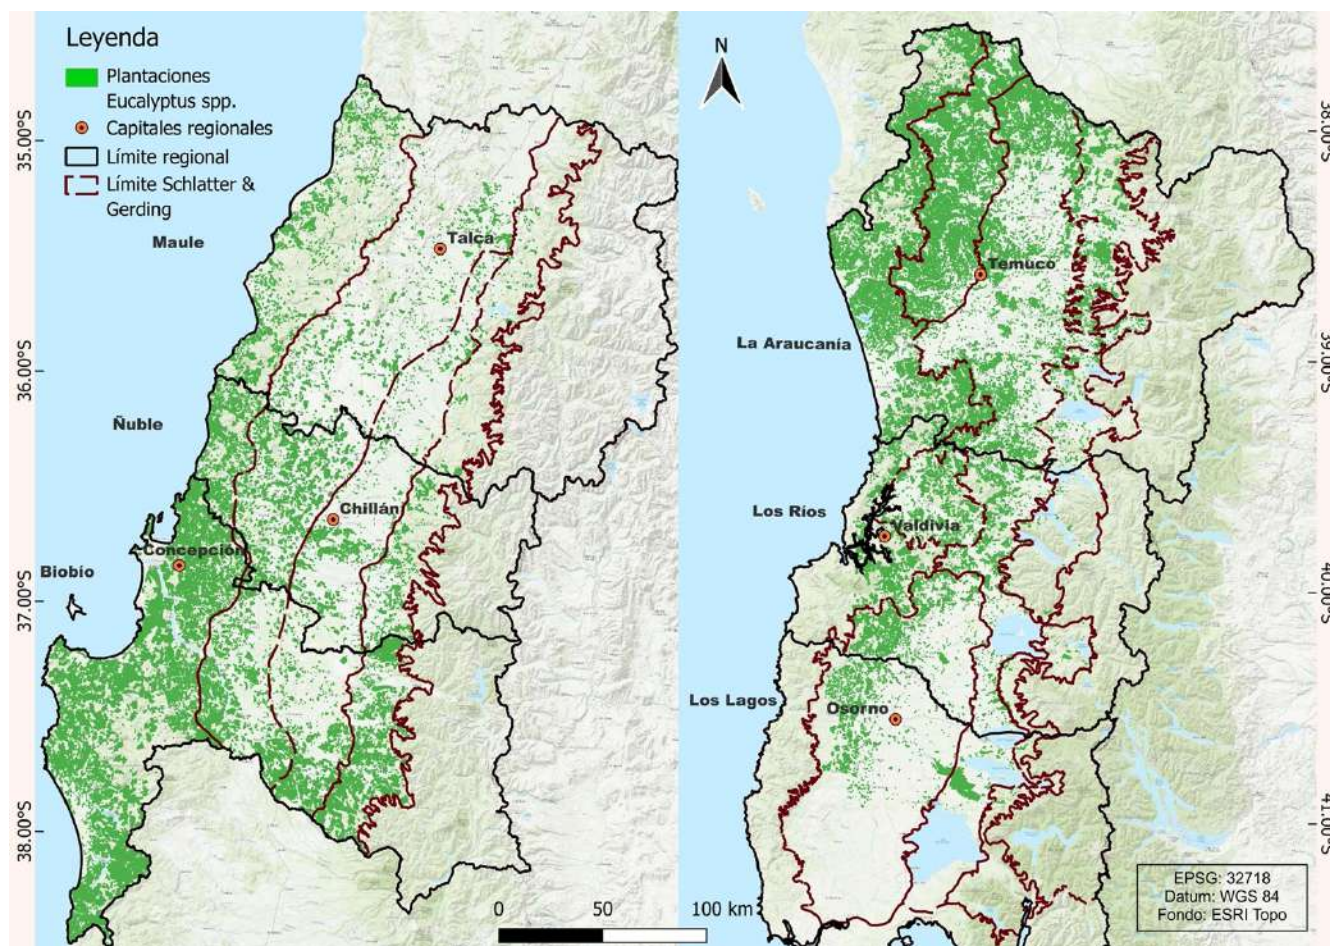 Leyenda
Plantaciones
Eucalyptus spp.
Capitales regionales
Límite regional
Límite Schlatter &
Gerding
N
35.00°S
36.00°S
37.00°S
38.00°S
Maule
Talca
Ñuble
Chillán
Concepción
Biobío
0
50
100 km
38.00°S
39.00°S
40.00°S
41.00°S
Temuco
La Araucanía
Los Ríos
Valdivia
Los Lagos
Osorno
EPSG: 32718
Datum: WGS 84
Fondo: ESRI Topo